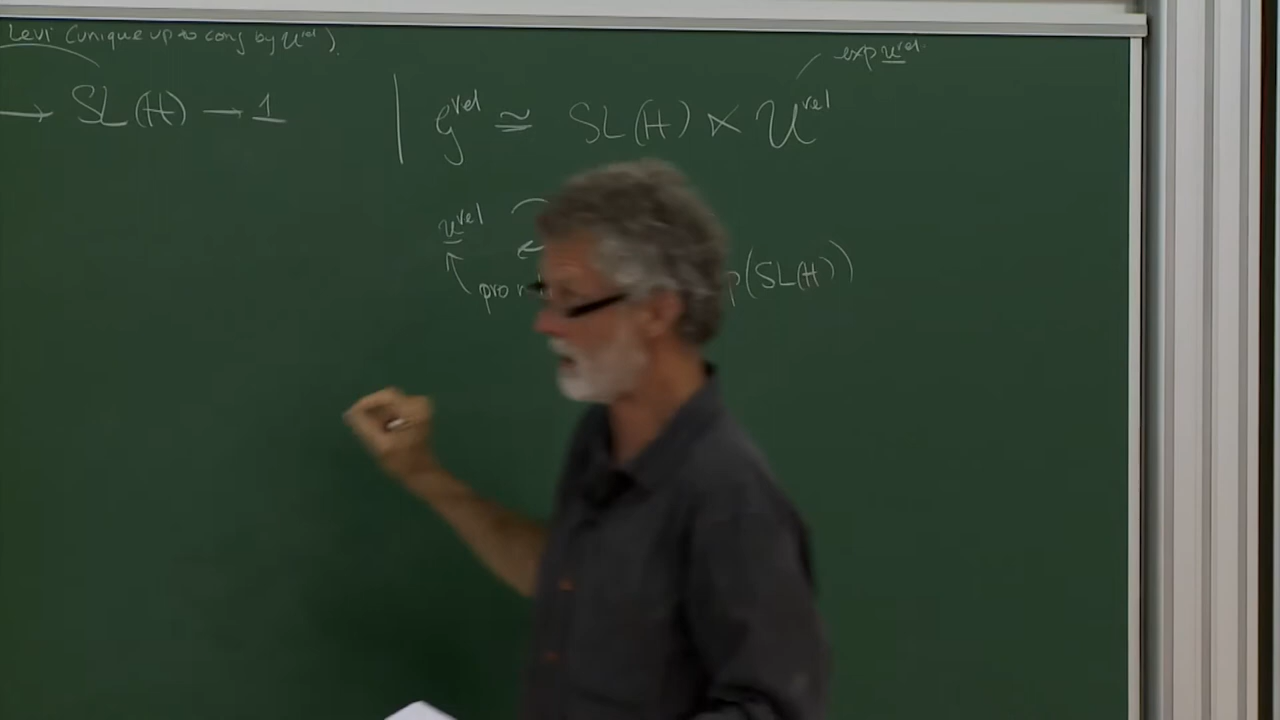 Levi (unique up to conj by U^rel).
→ SL(H) → 1
exp u^rel.
G^rel ≅ SL(H) ⋉ U^rel
u^rel
←
pro
(SL(H))